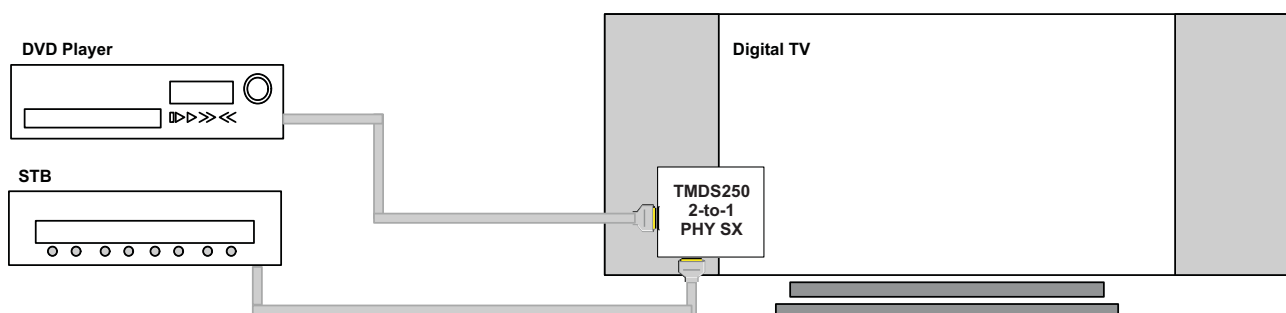 DVD Player
Digital TV
STB
TMDS250
2-to-1
PHY SX